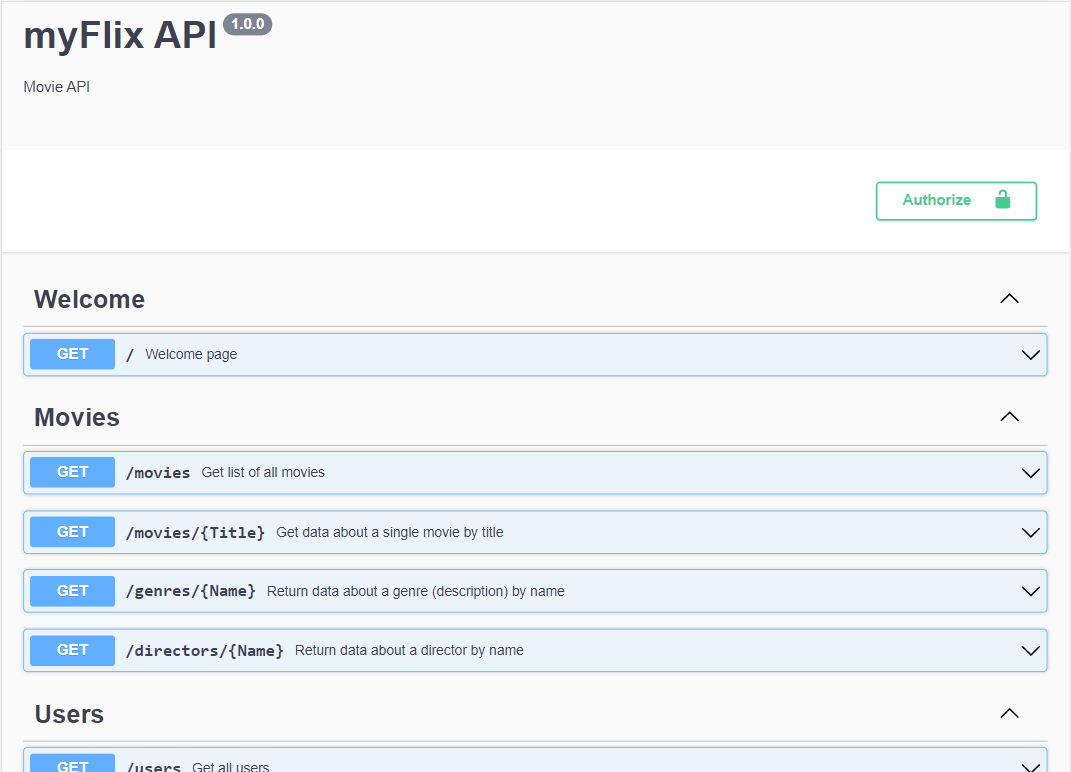 myFlix API 1.0.0
Movie API
Authorize
Welcome
GET / Welcome page
Movies
GET /movies Get list of all movies
GET /movies/{Title} Get data about a single movie by title
GET /genres/{Name} Return data about a genre (description) by name
GET /directors/{Name} Return data about a director by name
Users
GET /users Get all users